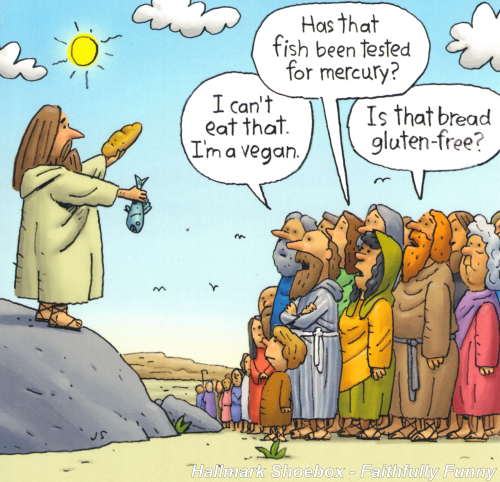 Has that
fish been tested
for mercury?
I can't
eat that.
I'm a vegan.
Is that bread
gluten-free?
JS
Hallmark Shoebox - Faithfully Funny